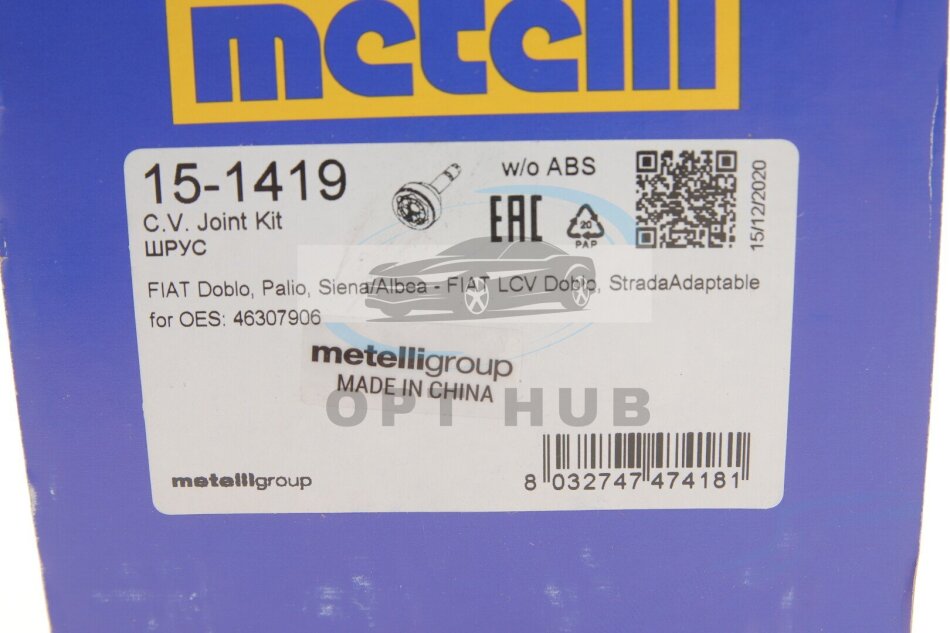 metelli
15-1419
w/o ABS
C.V. Joint Kit
ШРУС
EAC
20
PAP
15/12/2020
FIAT Doblo, Palio, Siena/Albea - FIAT LCV Doblo, StradaAdaptable
for OES: 46307906
metelligroup
MADE IN CHINA
OPT HUB
metelligroup
8 032747 474181